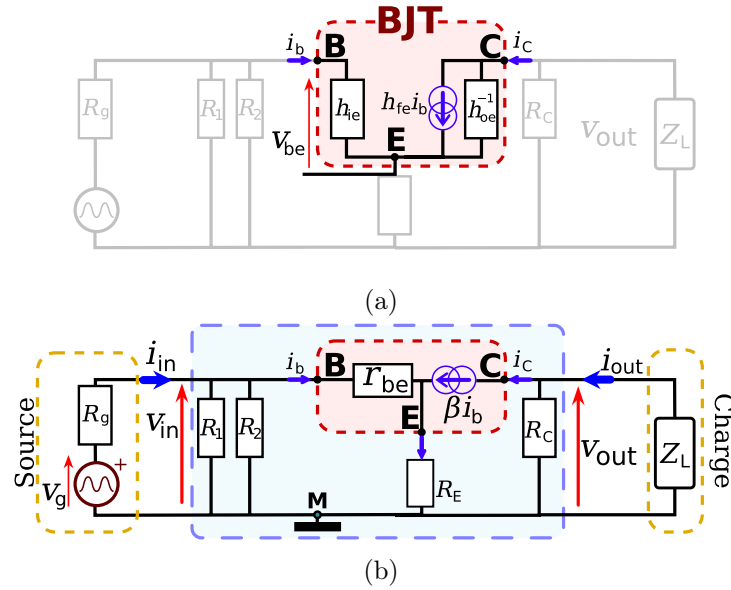 BJT
i_b B C i_C
R_g R_1 R_2 h_ie h_fe i_b h_oe^-1 R_C v_out Z_L
v_be E
(a)
i_in i_b B r_be C i_C i_out
Source R_g v_in R_1 R_2 E β i_b R_C v_out Z_L Charge
v_g + R_E
M
(b)